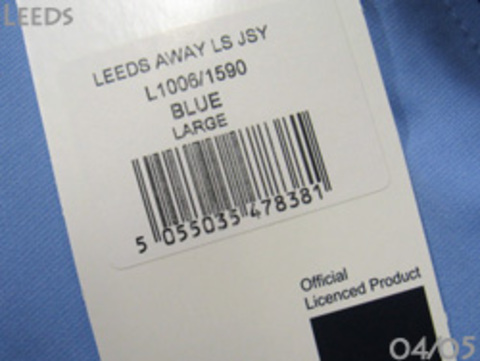 LEEDS
LEEDS AWAY LS JSY
L1006/1590
BLUE
LARGE
5 055035 478381
Official
Licenced Product
04/05